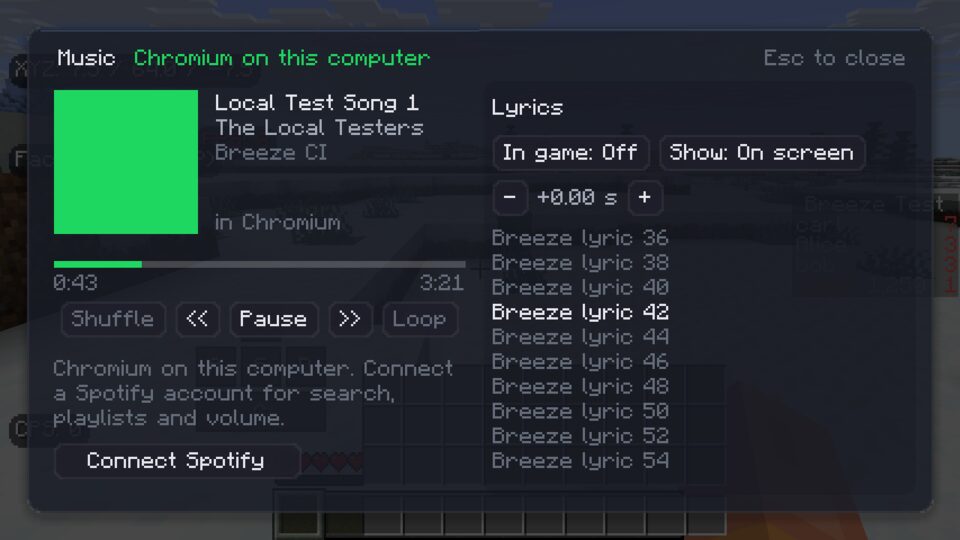 Music Chromium on this computer
Esc to close
Local Test Song 1
The Local Testers
Breeze CI
in Chromium
0:43
3:21
Shuffle
<<
Pause
>>
Loop
Chromium on this computer. Connect
a Spotify account for search,
playlists and volume.
Connect Spotify
Lyrics
In game: Off
Show: On screen
-
+0.00 s
+
Breeze lyric 36
Breeze lyric 38
Breeze lyric 40
Breeze lyric 42
Breeze lyric 44
Breeze lyric 46
Breeze lyric 48
Breeze lyric 50
Breeze lyric 52
Breeze lyric 54
Breeze Test